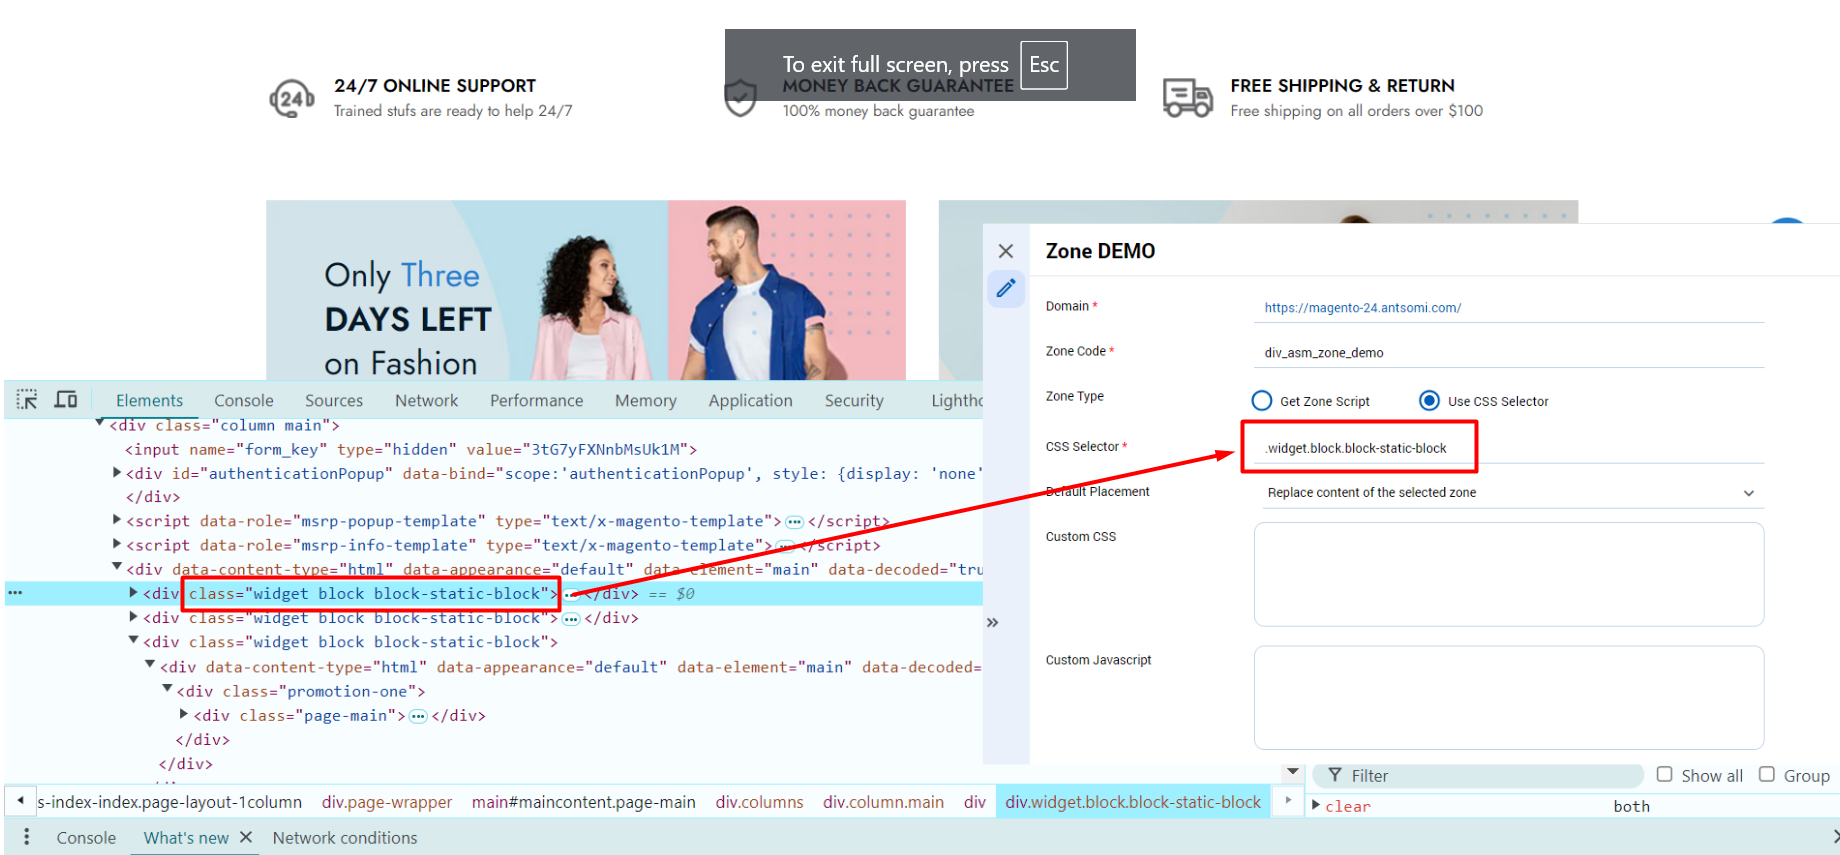 To exit full screen, press Esc
24/7 ONLINE SUPPORT
Trained stufs are ready to help 24/7
MONEY BACK GUARANTEE
100% money back guarantee
FREE SHIPPING & RETURN
Free shipping on all orders over $100
24
Only Three
DAYS LEFT
on Fashion
Zone DEMO
Domain *
https://magento-24.antsomi.com/
Zone Code *
div_asm_zone_demo
Zone Type
Get Zone Script
Use CSS Selector
CSS Selector *
.widget.block.block-static-block
Default Placement
Replace content of the selected zone
Custom CSS
Custom Javascript
Elements Console Sources Network Performance Memory Application Security Lighth
<div class="column main">
<input name="form_key" type="hidden" value="3tG7yFXNnbMsUk1M">
<div id="authenticationPopup" data-bind="scope:'authenticationPopup', style: {display: 'none'
</div>
<script data-role="msrp-popup-template" type="text/x-magento-template">…</script>
<script data-role="msrp-info-template" type="text/x-magento-template">…</script>
<div data-content-type="html" data-appearance="default" data-element="main" data-decoded="tru
<div class="widget block block-static-block">…</div> == $0
<div class="widget block block-static-block">…</div>
<div class="widget block block-static-block">
<div data-content-type="html" data-appearance="default" data-element="main" data-decoded=
<div class="promotion-one">
<div class="page-main">…</div>
</div>
</div>
s-index-index.page-layout-1column div.page-wrapper main#maincontent.page-main div.columns div.column.main div div.widget.block.block-static-block
Filter Show all Group
clear both
Console What's new Network conditions